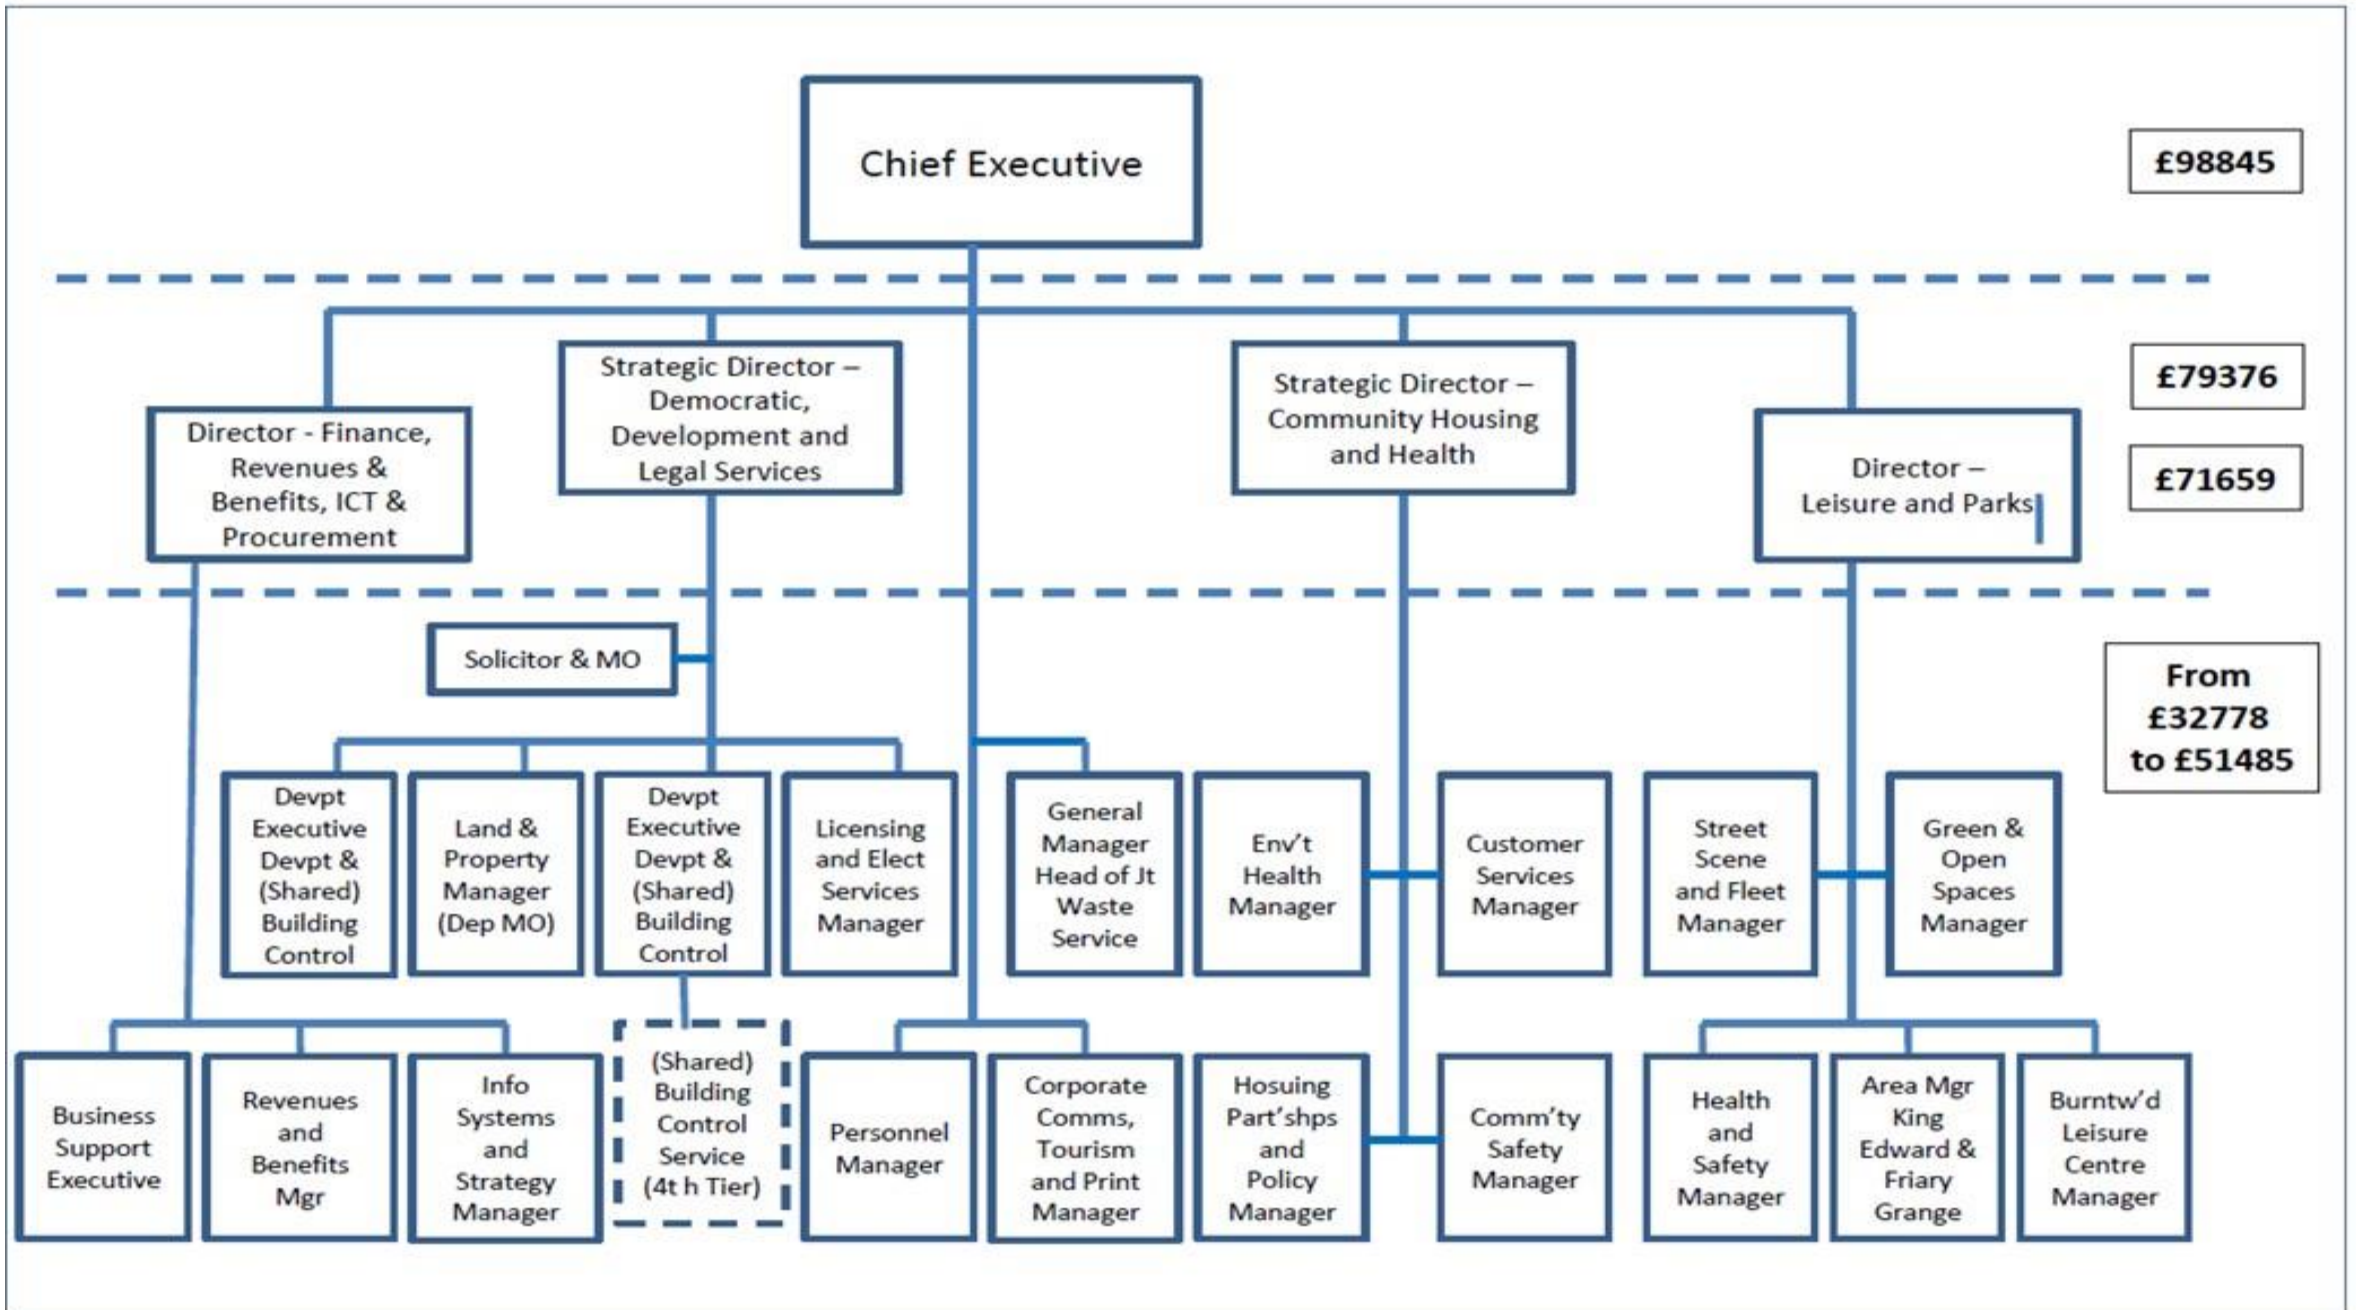 Chief Executive
£98845
Strategic Director –
Democratic,
Development and
Legal Services
Strategic Director –
Community Housing
and Health
£79376
Director - Finance,
Revenues &
Benefits, ICT &
Procurement
Director –
Leisure and Parks
£71659
Solicitor & MO
From
£32778
to £51485
Devpt
Executive
Devpt &
(Shared)
Building
Control
Land &
Property
Manager
(Dep MO)
Devpt
Executive
Devpt &
(Shared)
Building
Control
Licensing
and Elect
Services
Manager
General
Manager
Head of Jt
Waste
Service
Env't
Health
Manager
Customer
Services
Manager
Street
Scene
and Fleet
Manager
Green &
Open
Spaces
Manager
Business
Support
Executive
Revenues
and
Benefits
Mgr
Info
Systems
and
Strategy
Manager
(Shared)
Building
Control
Service
(4t h Tier)
Personnel
Manager
Corporate
Comms,
Tourism
and Print
Manager
Hosuing
Part'shps
and
Policy
Manager
Comm'ty
Safety
Manager
Health
and
Safety
Manager
Area Mgr
King
Edward &
Friary
Grange
Burntw'd
Leisure
Centre
Manager